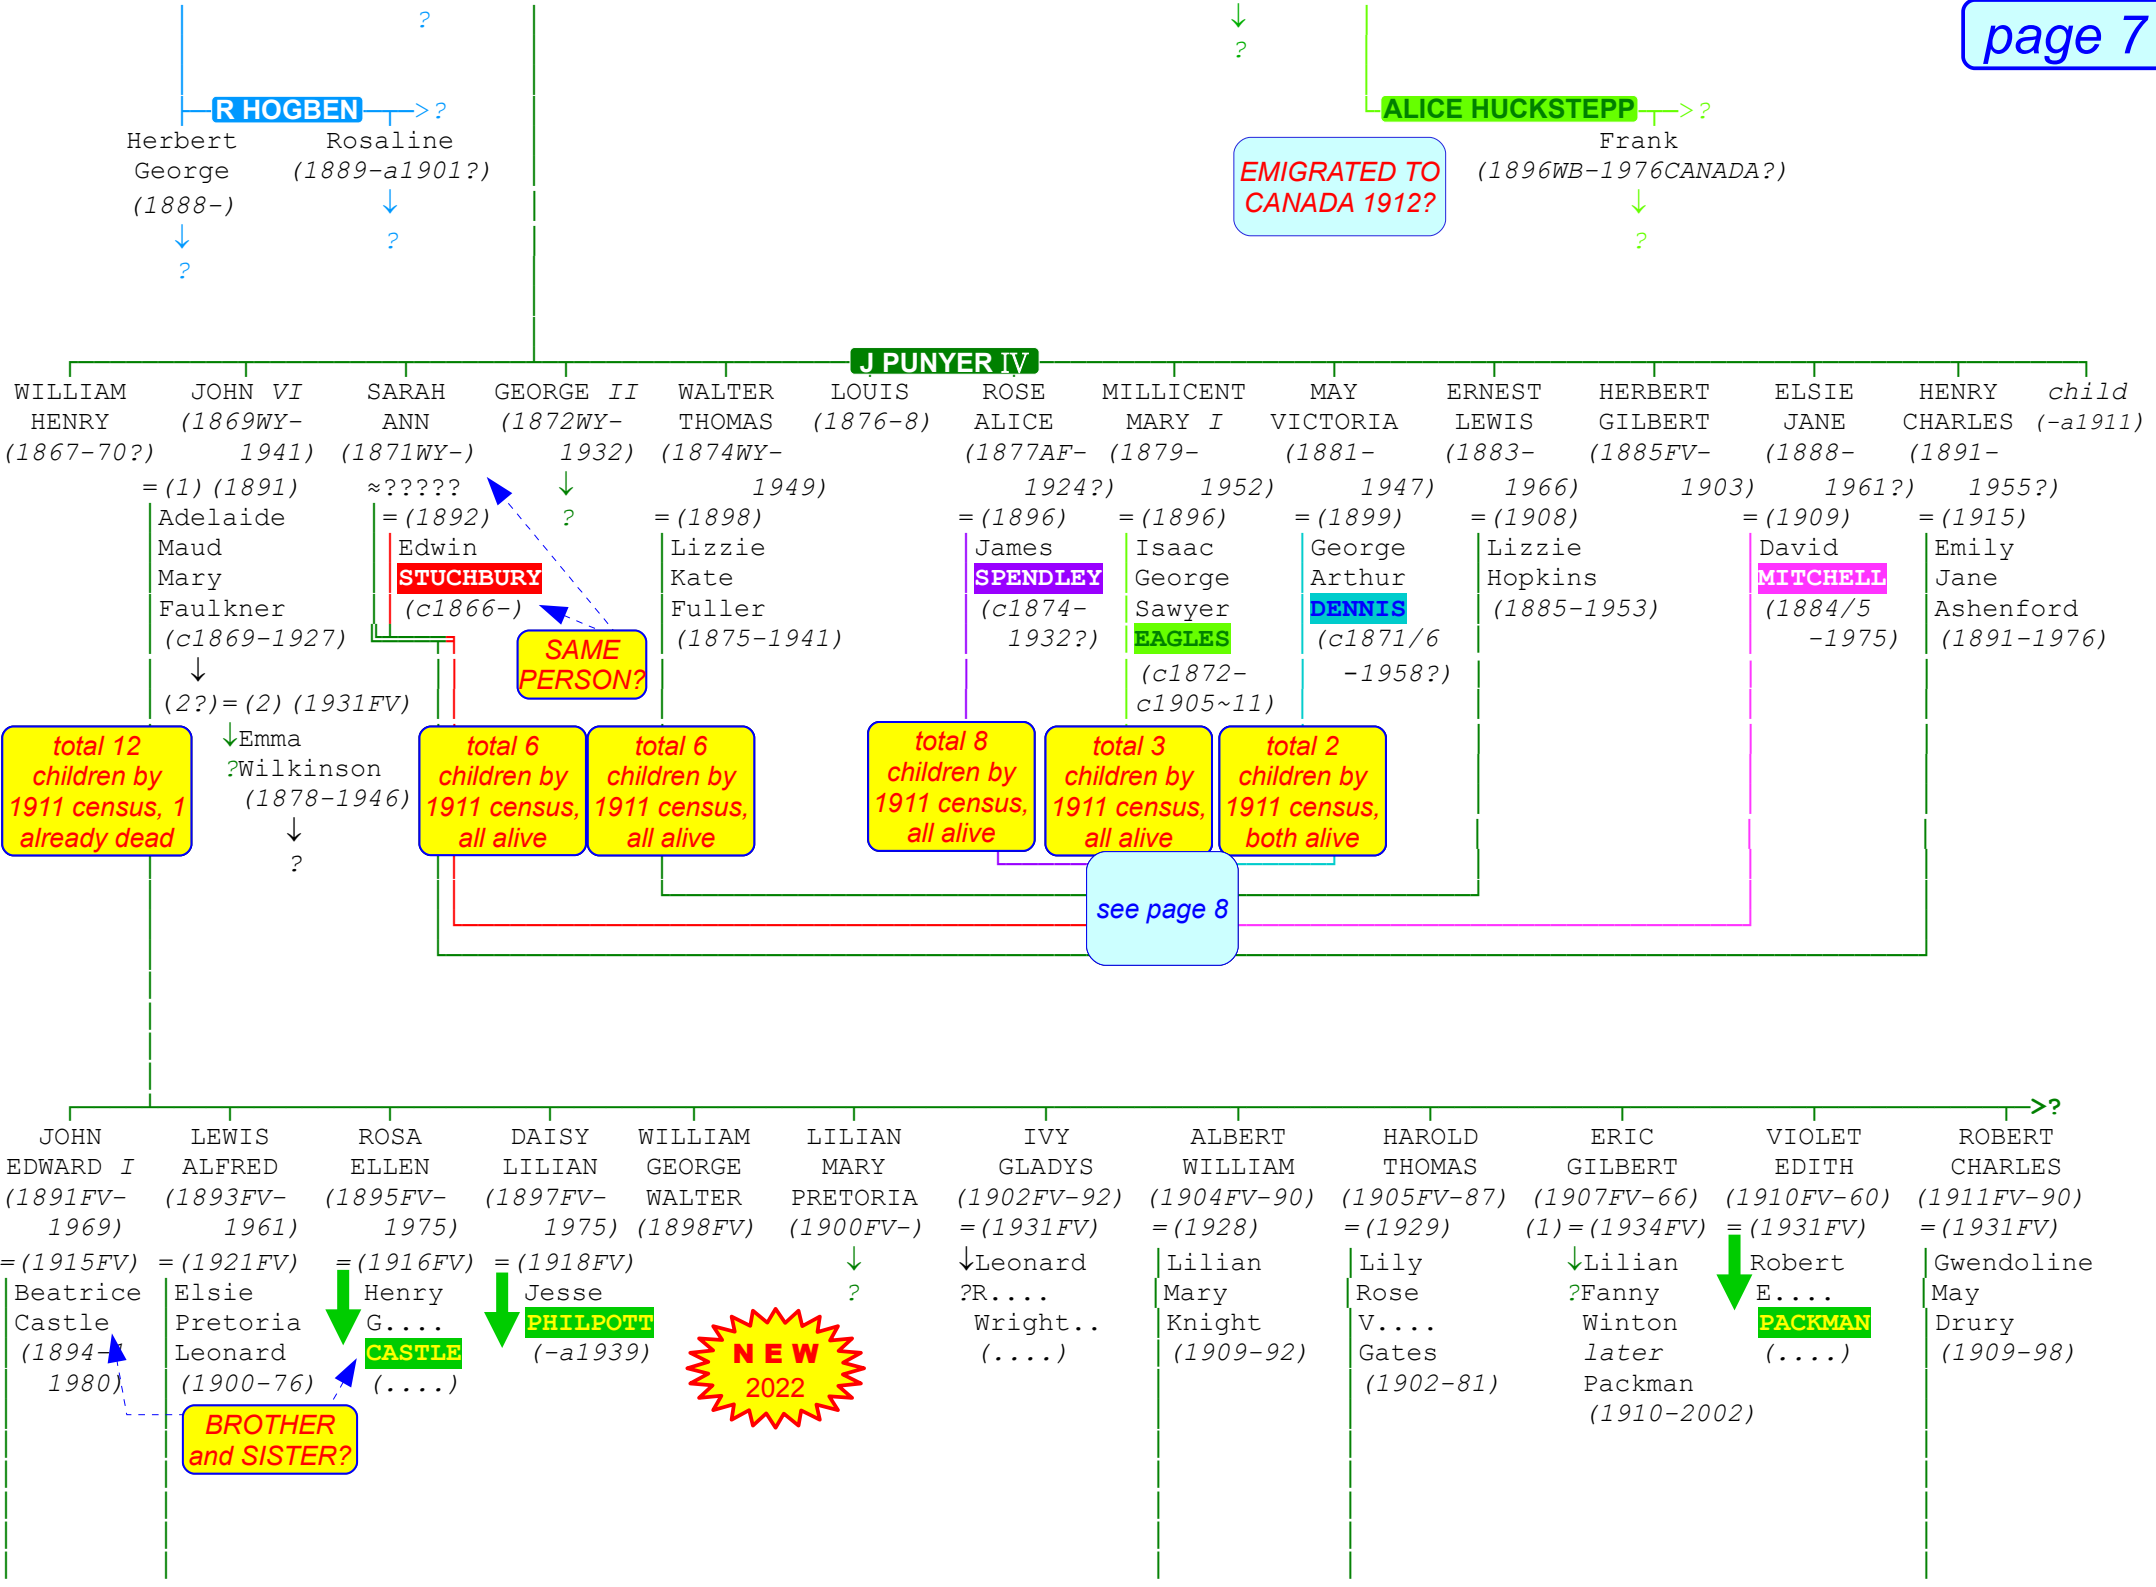 page 7
?
?
R HOGBEN >?
Herbert
George
(1888-)
?
Rosaline
(1889-a1901?)
?
ALICE HUCKSTEPP >?
EMIGRATED TO
CANADA 1912?
Frank
(1896WB-1976CANADA?)
?
J PUNYER IV
WILLIAM
HENRY
(1867-70?)
JOHN VI
(1869WY-
1941)
=(1)(1891)
Adelaide
Maud
Mary
Faulkner
(c1869-1927)
(2?)=(2)(1931FV)
Emma
?Wilkinson
(1878-1946)
?
SARAH
ANN
(1871WY-)
≈?????
=(1892)
Edwin
STUCHBURY
(c1866-)
GEORGE II
(1872WY-
1932)
?
SAME
PERSON?
WALTER
THOMAS
(1874WY-
1949)
=(1898)
Lizzie
Kate
Fuller
(1875-1941)
LOUIS
(1876-8)
ROSE
ALICE
(1877AF-
1924?)
=(1896)
James
SPENDLEY
(c1874-
1932?)
MILLICENT
MARY I
(1879-
1952)
=(1896)
Isaac
George
Sawyer
EAGLES
(c1872-
c1905~11)
MAY
VICTORIA
(1881-
1947)
=(1899)
George
Arthur
DENNIS
(c1871/6
-1958?)
ERNEST
LEWIS
(1883-
1966)
=(1908)
Lizzie
Hopkins
(1885-1953)
HERBERT
GILBERT
(1885FV-
1903)
ELSIE
JANE
(1888-
1961?)
=(1909)
David
MITCHELL
(1884/5
-1975)
HENRY
CHARLES
(1891-
1955?)
=(1915)
Emily
Jane
Ashenford
(1891-1976)
child
(-a1911)
total 12
children by
1911 census, 1
already dead
total 6
children by
1911 census,
all alive
total 6
children by
1911 census,
all alive
total 8
children by
1911 census,
all alive
total 3
children by
1911 census,
all alive
total 2
children by
1911 census,
both alive
see page 8
>?
JOHN
EDWARD I
(1891FV-
1969)
=(1915FV)
Beatrice
Castle
(1894-
1980)
LEWIS
ALFRED
(1893FV-
1961)
=(1921FV)
Elsie
Pretoria
Leonard
(1900-76)
ROSA
ELLEN
(1895FV-
1975)
=(1916FV)
Henry
G....
CASTLE
(....)
BROTHER
and SISTER?
DAISY
LILIAN
(1897FV-
1975)
=(1918FV)
Jesse
PHILPOTT
(-a1939)
WILLIAM
GEORGE
WALTER
(1898FV)
NEW
2022
LILIAN
MARY
PRETORIA
(1900FV-)
?
IVY
GLADYS
(1902FV-92)
=(1931FV)
Leonard
?R....
Wright..
(....)
ALBERT
WILLIAM
(1904FV-90)
=(1928)
Lilian
Mary
Knight
(1909-92)
HAROLD
THOMAS
(1905FV-87)
=(1929)
Lily
Rose
V....
Gates
(1902-81)
ERIC
GILBERT
(1907FV-66)
(1)=(1934FV)
Lilian
?Fanny
Winton
later
Packman
(1910-2002)
VIOLET
EDITH
(1910FV-60)
=(1931FV)
Robert
E....
PACKMAN
(....)
ROBERT
CHARLES
(1911FV-90)
=(1931FV)
Gwendoline
May
Drury
(1909-98)